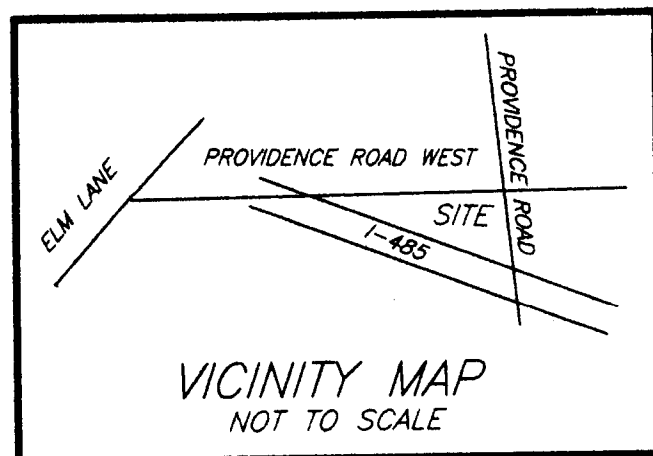 PROVIDENCE ROAD
PROVIDENCE ROAD WEST
ELM LANE
SITE
I-485
VICINITY MAP
NOT TO SCALE